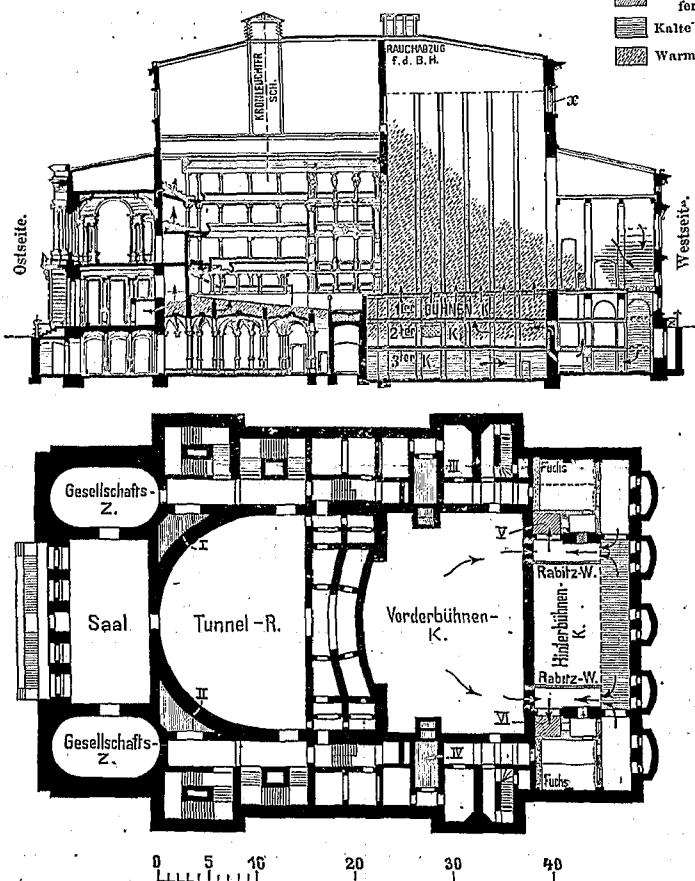 fer
Kalte
Warm
RAUCHABZUG
f. d. B. H.
KRONLEUCHTER
SCH.
x
Ostseite.
Westseite.
1ter BÜHNEN K.
2ter K.
3ter K.
III
Fuchs
Gesellschafts-
Z.
I
V
Rabitz-W.
Saal
Tunnel-R.
Vorderbühnen-
K.
Hinterbühnen-
K.
Rabitz-W.
II
VI
Gesellschafts-
Z.
IV
Fuchs
0 5 10 20 30 40